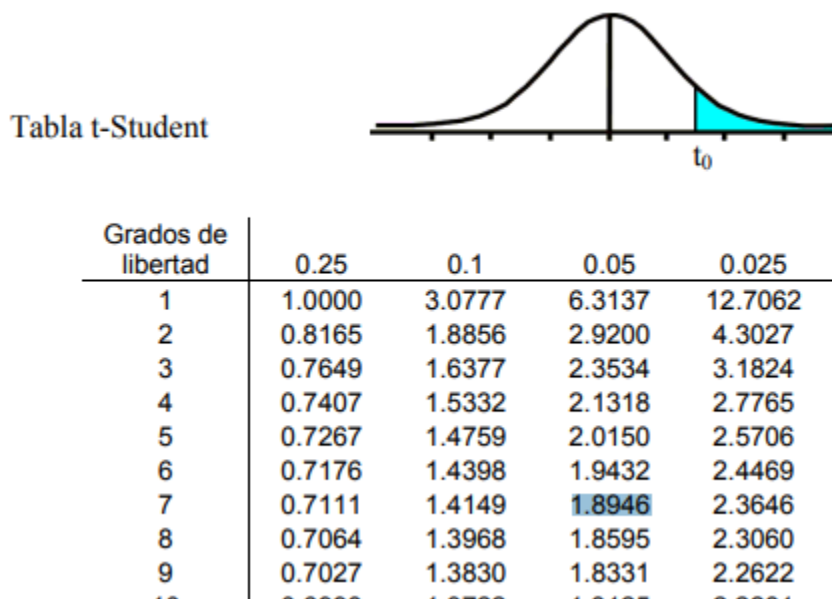 Tabla t-Student
t0
Grados de
libertad 0.25 0.1 0.05 0.025
1 1.0000 3.0777 6.3137 12.7062
2 0.8165 1.8856 2.9200 4.3027
3 0.7649 1.6377 2.3534 3.1824
4 0.7407 1.5332 2.1318 2.7765
5 0.7267 1.4759 2.0150 2.5706
6 0.7176 1.4398 1.9432 2.4469
7 0.7111 1.4149 1.8946 2.3646
8 0.7064 1.3968 1.8595 2.3060
9 0.7027 1.3830 1.8331 2.2622